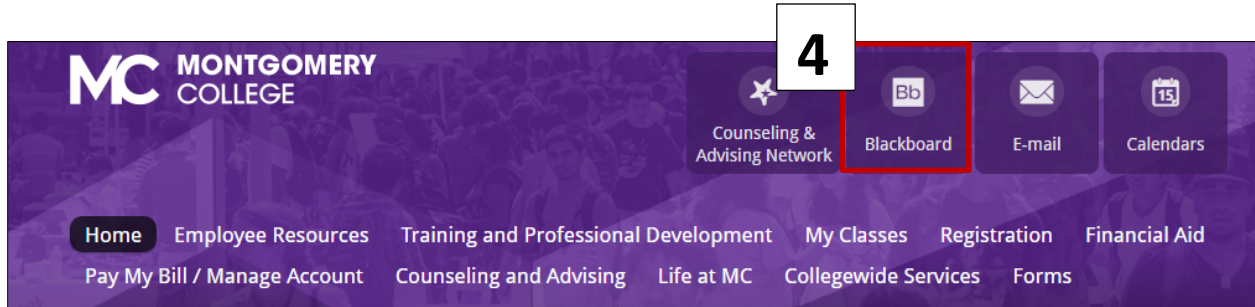 4
MC MONTGOMERY
COLLEGE
Counseling &
Advising Network
Bb
Blackboard
E-mail
15
Calendars
Home Employee Resources Training and Professional Development My Classes Registration Financial Aid
Pay My Bill / Manage Account Counseling and Advising Life at MC Collegewide Services Forms